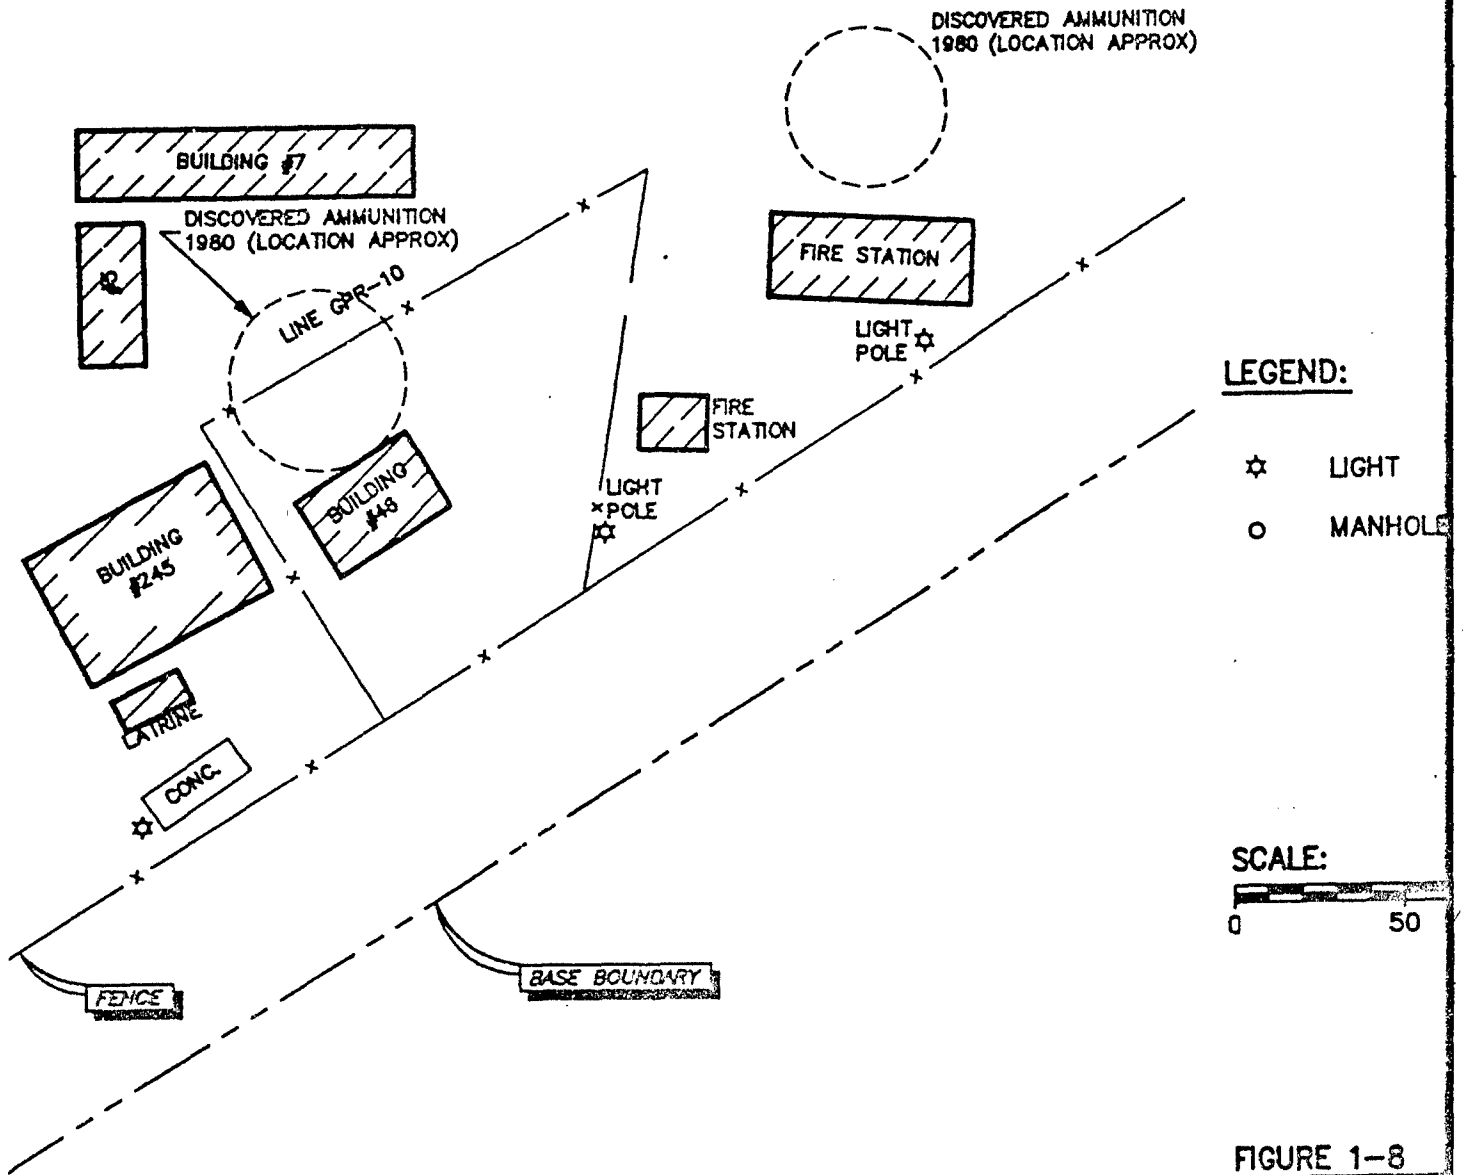 DISCOVERED AMMUNITION
1980 (LOCATION APPROX)
BUILDING #7
DISCOVERED AMMUNITION
1980 (LOCATION APPROX)
FIRE STATION
LINE GPR-10
LIGHT
POLE
LEGEND:
FIRE
STATION
LIGHT
LIGHT
POLE
BUILDING
MANHOLE
BUILDING
#245
LATRINE
CONC.
SCALE:
0
50
BASE BOUNDARY
FENCE
FIGURE 1-8